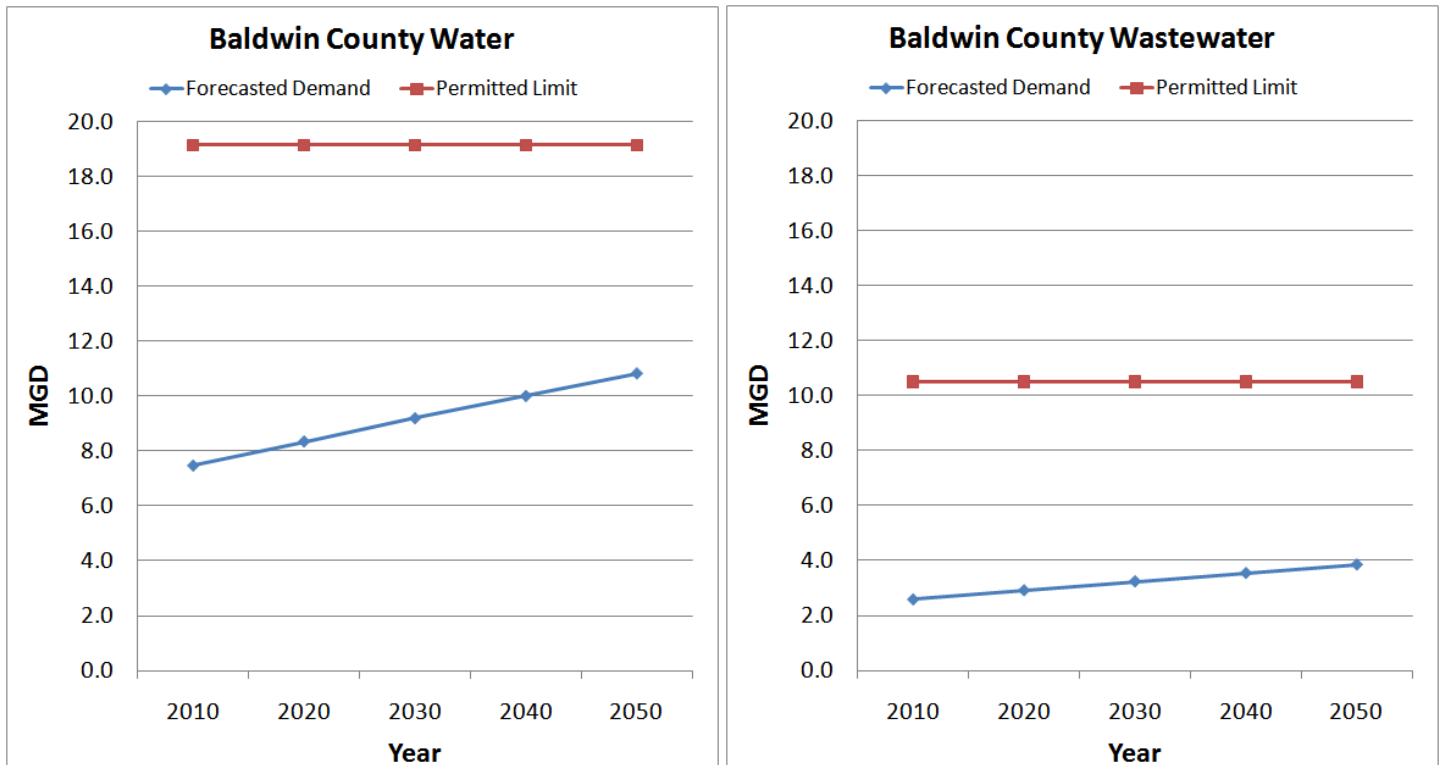 Baldwin County Water
Forecasted Demand Permitted Limit
20.0
18.0
16.0
14.0
12.0
10.0
8.0
6.0
4.0
2.0
0.0
MGD
2010 2020 2030 2040 2050
Year
Baldwin County Wastewater
Forecasted Demand Permitted Limit
20.0
18.0
16.0
14.0
12.0
10.0
8.0
6.0
4.0
2.0
0.0
MGD
2010 2020 2030 2040 2050
Year